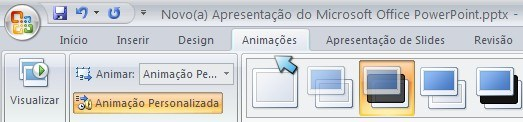 Novo(a) Apresentação do Microsoft Office PowerPoint.pptx -
Início Inserir Design Animações Apresentação de Slides Revisão
Visualizar
Animar: Animação Pe...
Animação Personalizada